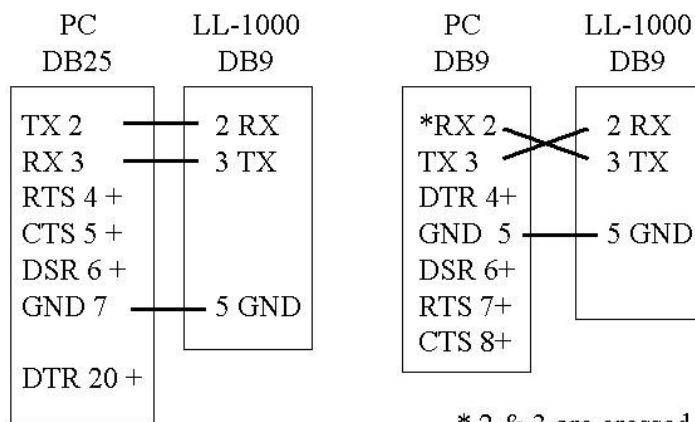 PC
DB25
LL-1000
DB9
TX 2
RX 3
RTS 4 +
CTS 5 +
DSR 6 +
GND 7
DTR 20 +
2 RX
3 TX
5 GND
PC
DB9
LL-1000
DB9
*RX 2
TX 3
DTR 4+
GND 5
DSR 6+
RTS 7+
CTS 8+
2 RX
3 TX
5 GND
* 2 & 3 are crossed